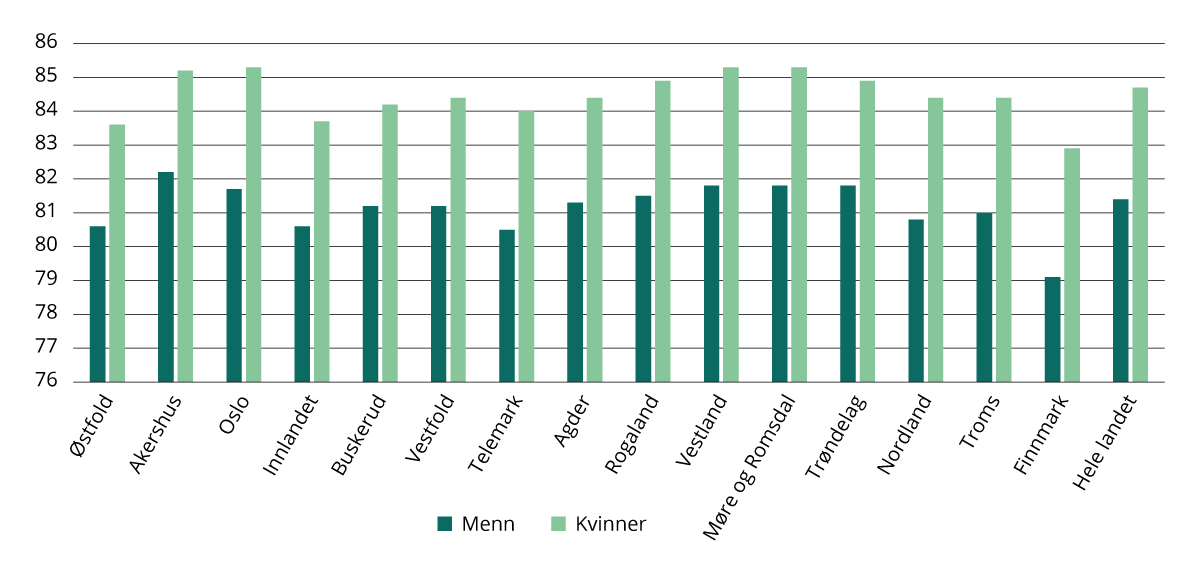 86
85
84
83
82
81
80
79
78
77
76
Østfold
Akershus
Oslo
Innlandet
Buskerud
Vestfold
Telemark
Agder
Rogaland
Vestland
Møre og Romsdal
Trøndelag
Nordland
Troms
Finnmark
Hele landet
Menn Kvinner